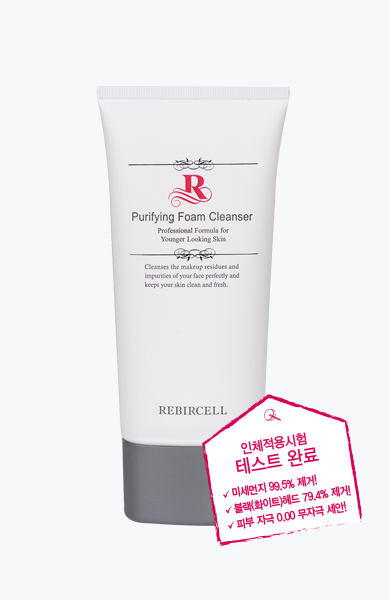 R
Purifying Foam Cleanser
Professional Formula for
Younger Looking Skin
Cleanses the makeup residues and
impurities of your face perfectly and
keeps your skin clean and fresh.
REBIRCELL
인체적용시험
테스트 완료
✓ 미세먼지 99.5% 제거!
✓ 블랙(화이트)헤드 79.4% 제거!
✓ 피부 자극 0.00 무자극 세안!